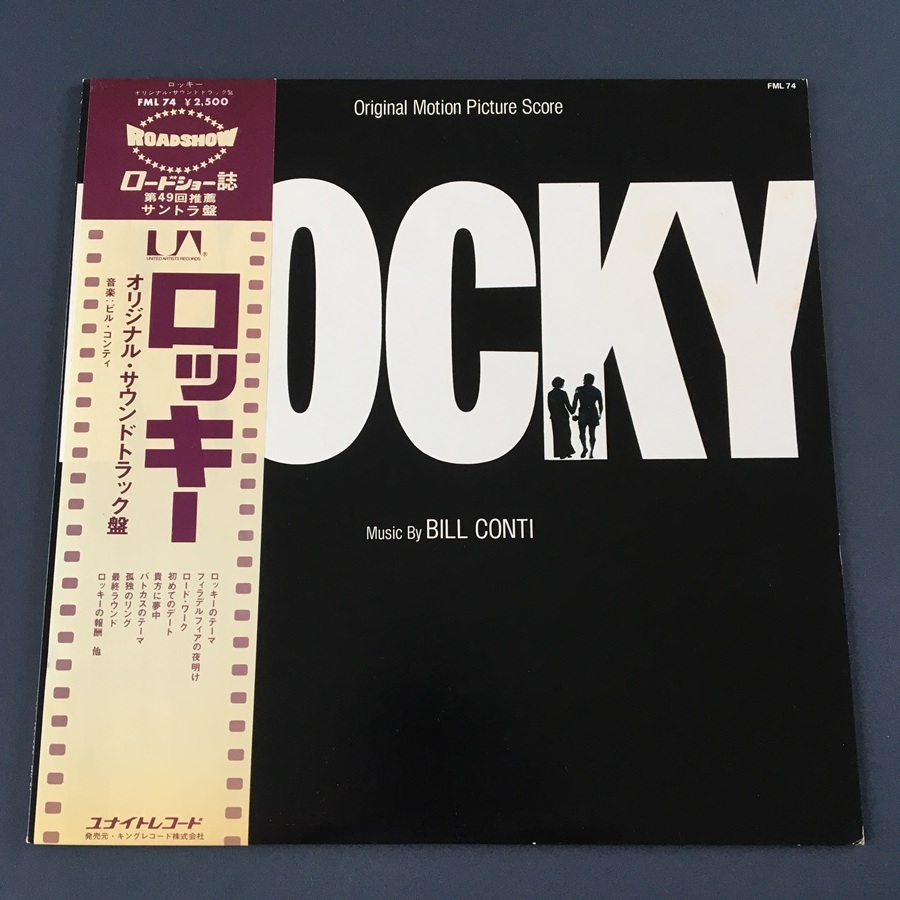 ロッキー
オリジナル・サウンドトラック盤
FML 74 ¥2,500
ROADSHOW
ロードショー誌
第49回推薦
サントラ盤
UA
UNITED ARTISTS RECORDS
®
ロッキー
オリジナル・サウンドトラック盤
音楽:ビル・コンティ
ロッキーのテーマ
フィラデルフィアの夜明け
ロード・ワーク
初めてのデート
貴方に夢中
バトカスのテーマ
孤独のリング
最終ラウンド
ロッキーの報酬 他
ユナイトレコード
発売元・キングレコード株式会社
FML 74
Original Motion Picture Score
OCKY
Music By BILL CONTI